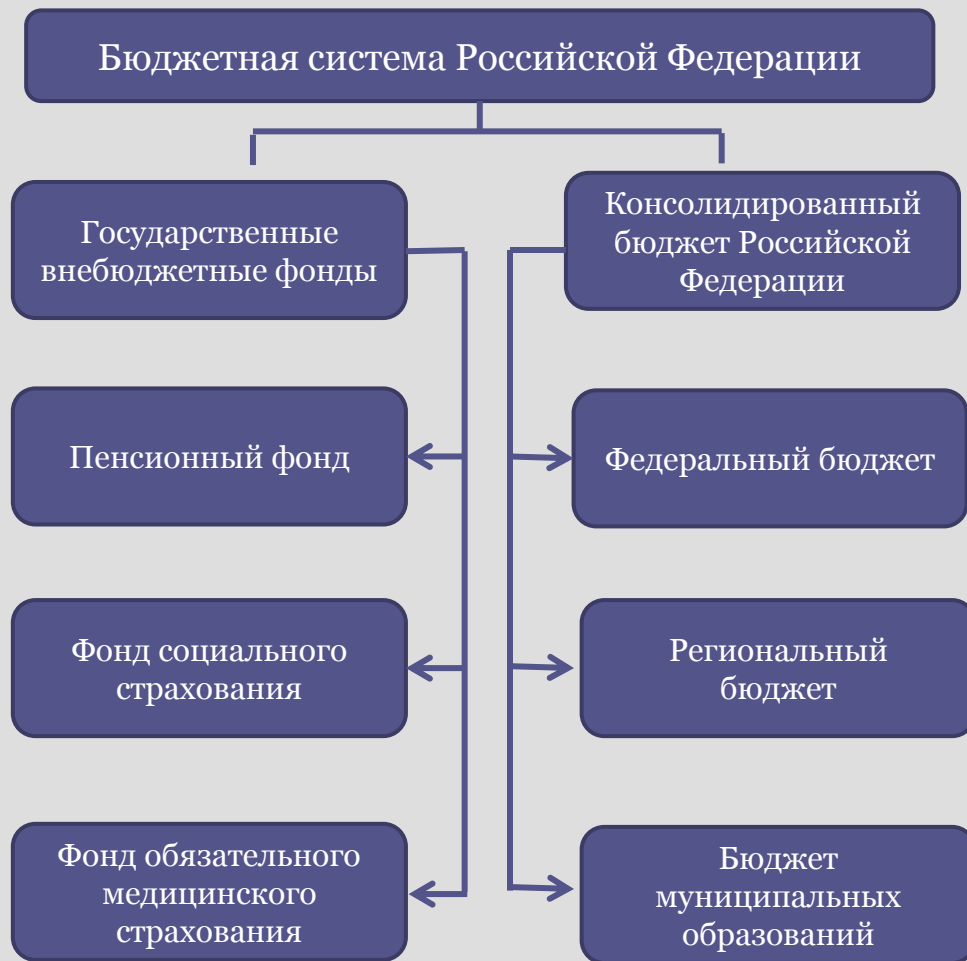 Бюджетная система Российской Федерации
Государственные
внебюджетные фонды
Консолидированный
бюджет Российской
Федерации
Пенсионный фонд
Федеральный бюджет
Фонд социального
страхования
Региональный
бюджет
Фонд обязательного
медицинского
страхования
Бюджет
муниципальных
образований